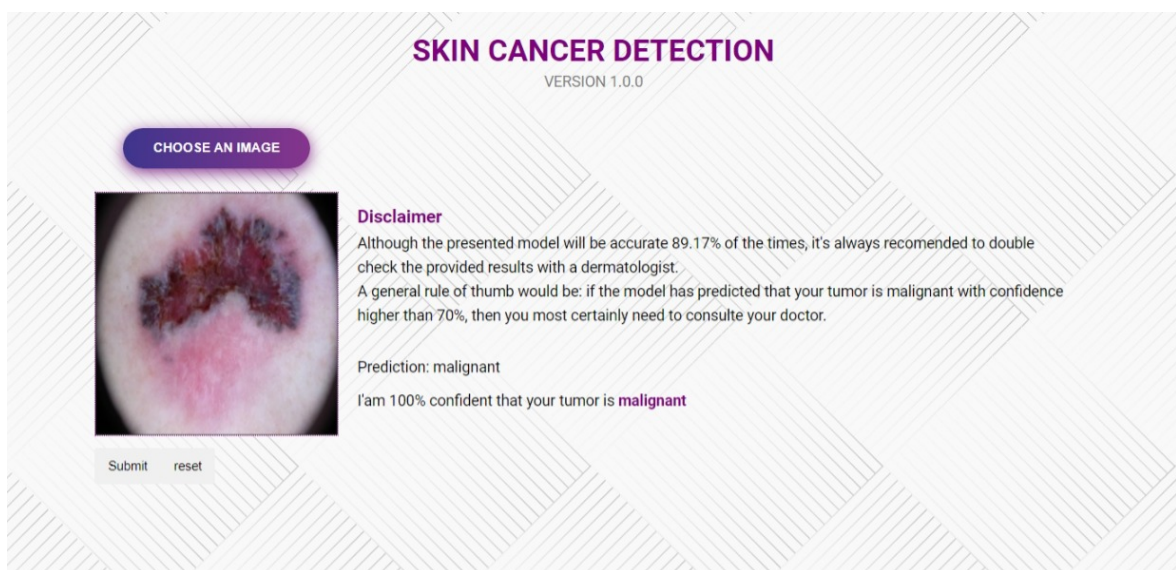 SKIN CANCER DETECTION
VERSION 1.0.0
CHOOSE AN IMAGE
Disclaimer
Although the presented model will be accurate 89.17% of the times, it's always recomended to double
check the provided results with a dermatologist.
A general rule of thumb would be: if the model has predicted that your tumor is malignant with confidence
higher than 70%, then you most certainly need to consulte your doctor.
Prediction: malignant
I'am 100% confident that your tumor is malignant
Submit reset